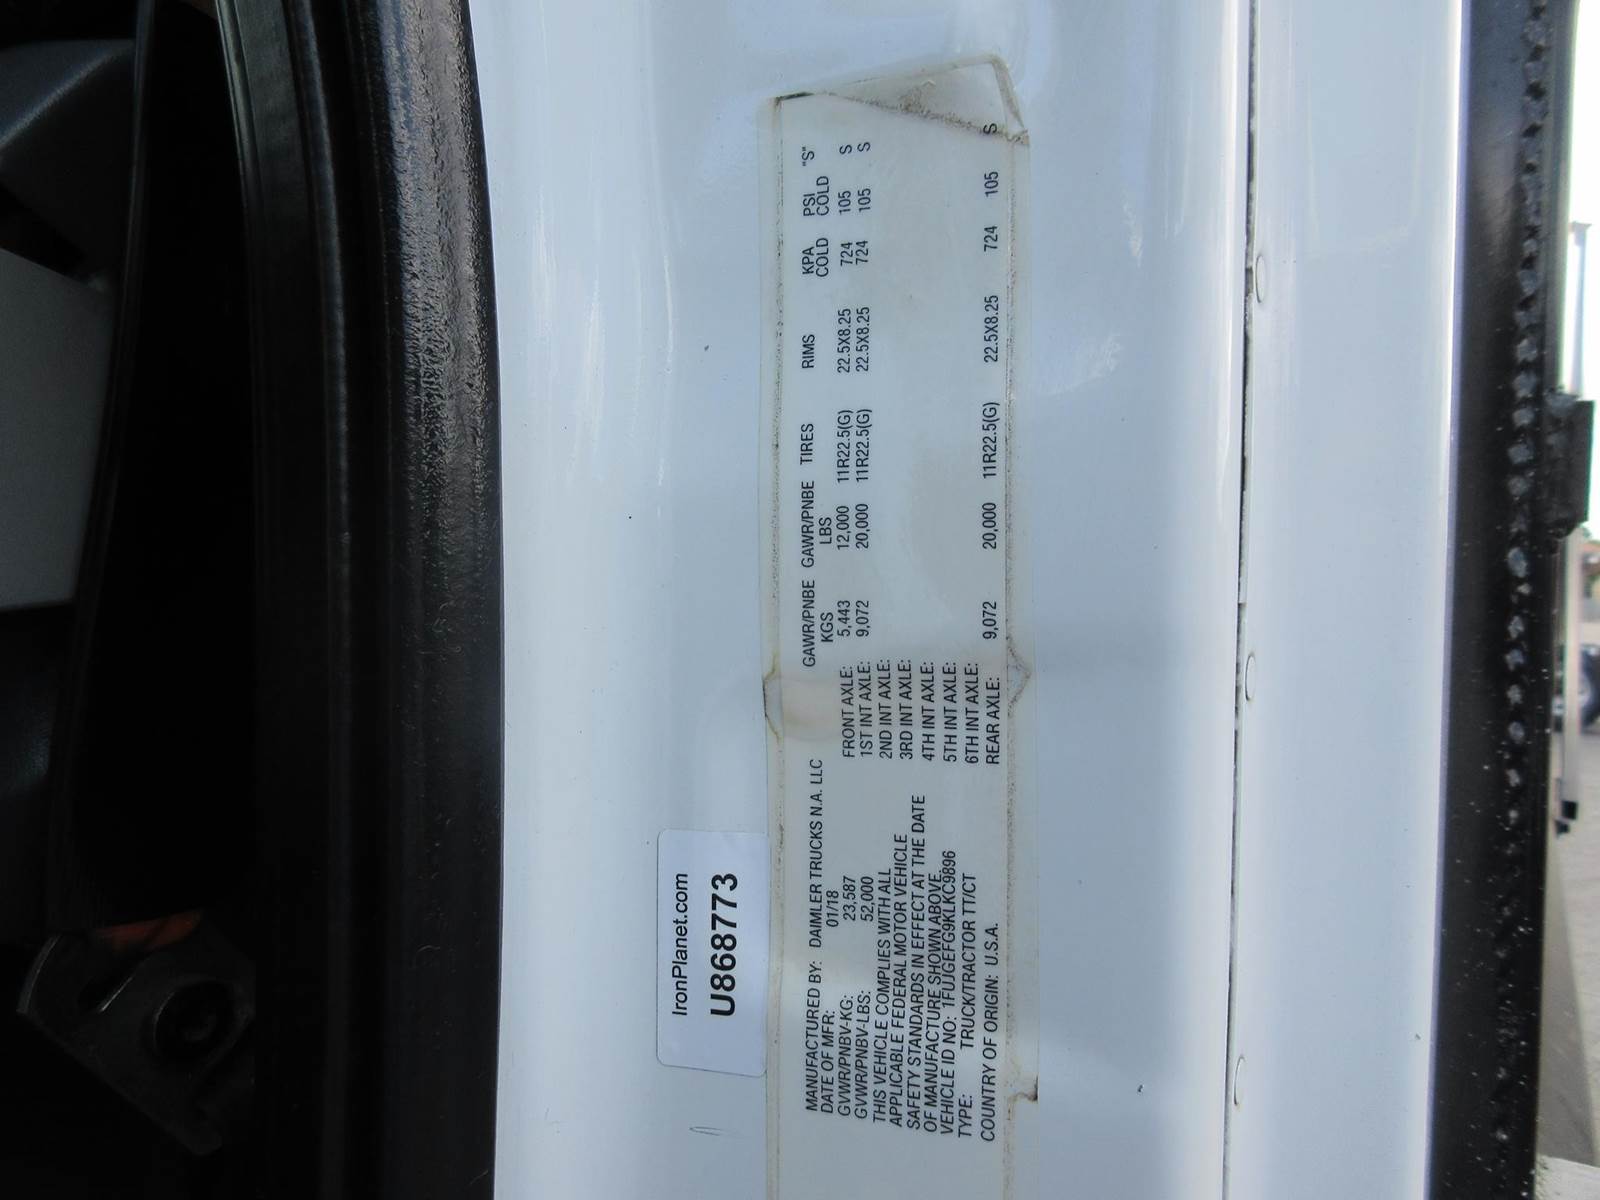 IronPlanet.com
U868773
MANUFACTURED BY: DAIMLER TRUCKS N.A. LLC
DATE OF MFR: 01/18
GVWR/PNBV-KG: 23,587
GVWR/PNBV-LBS: 52,000
THIS VEHICLE COMPLIES WITH ALL
APPLICABLE FEDERAL MOTOR VEHICLE
SAFETY STANDARDS IN EFFECT AT THE DATE
OF MANUFACTURE SHOWN ABOVE.
VEHICLE ID NO: 1FUJGEFG9KLKC9896
TYPE: TRUCK/TRACTOR TT/CT
COUNTRY OF ORIGIN: U.S.A.
GAWR/PNBE GAWR/PNBE TIRES RIMS KPA PSI "S"
KGS LBS COLD COLD
FRONT AXLE: 5,443 12,000 11R22.5(G) 22.5X8.25 724 105 S
1ST INT AXLE: 9,072 20,000 11R22.5(G) 22.5X8.25 724 105 S
2ND INT AXLE:
3RD INT AXLE:
4TH INT AXLE:
5TH INT AXLE:
6TH INT AXLE:
REAR AXLE: 9,072 20,000 11R22.5(G) 22.5X8.25 724 105 S